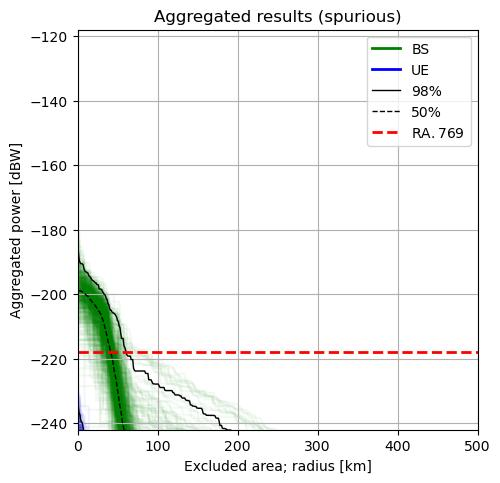 Aggregated results (spurious)
BS
UE
98%
50%
RA. 769
−120
−140
−160
−180
−200
−220
−240
Aggregated power [dBW]
0 100 200 300 400 500
Excluded area; radius [km]